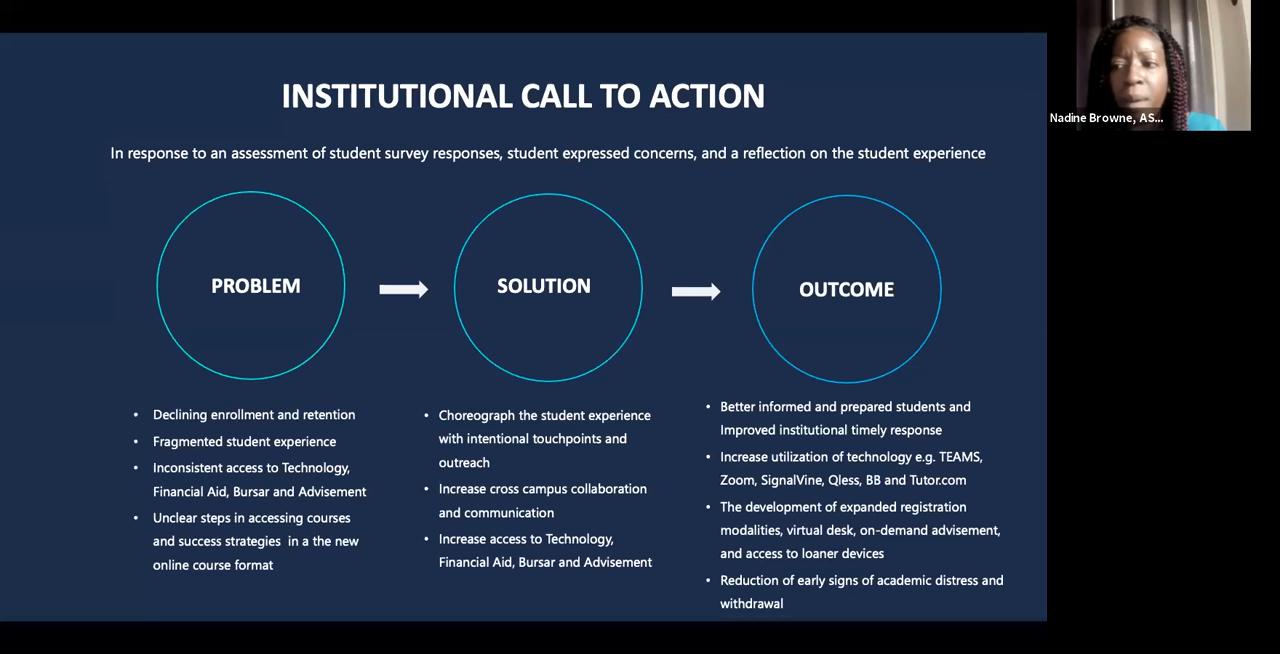 INSTITUTIONAL CALL TO ACTION
In response to an assessment of student survey responses, student expressed concerns, and a reflection on the student experience
PROBLEM
SOLUTION
OUTCOME
• Declining enrollment and retention
• Fragmented student experience
• Inconsistent access to Technology,
Financial Aid, Bursar and Advisement
• Unclear steps in accessing courses
and success strategies in a the new
online course format
• Choreograph the student experience
with intentional touchpoints and
outreach
• Increase cross campus collaboration
and communication
• Increase access to Technology,
Financial Aid, Bursar and Advisement
• Better informed and prepared students and
Improved institutional timely response
• Increase utilization of technology e.g. TEAMS,
Zoom, SignalVine, Qless, BB and Tutor.com
• The development of expanded registration
modalities, virtual desk, on-demand advisement,
and access to loaner devices
• Reduction of early signs of academic distress and
withdrawal
Nadine Browne, AS...